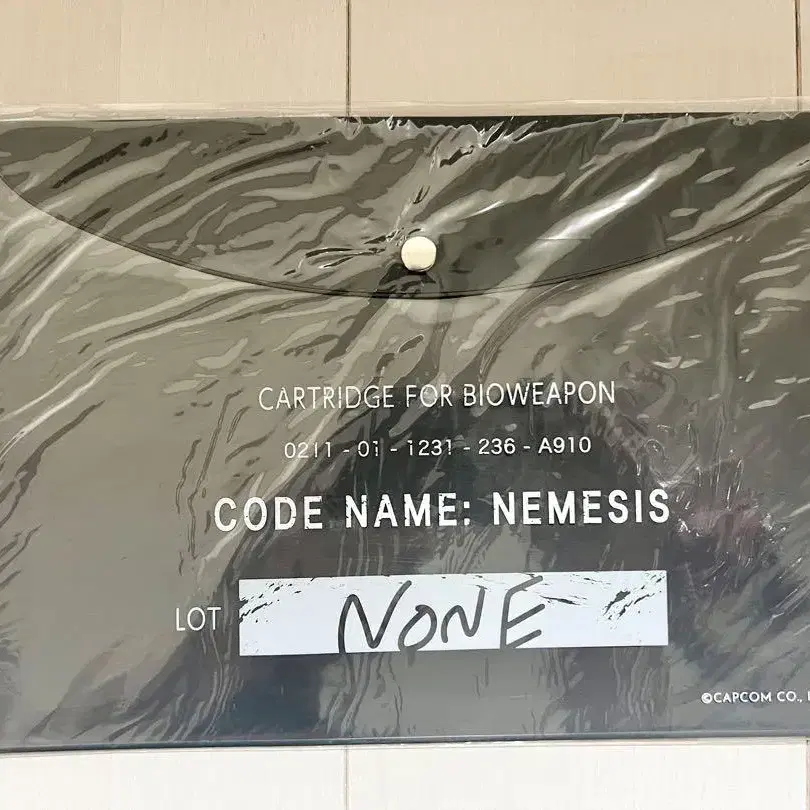 CARTRIDGE FOR BIOWEAPON
0211 - 01 - 1231 - 236 - A910
CODE NAME: NEMESIS
LOT NONE
©CAPCOM CO.,